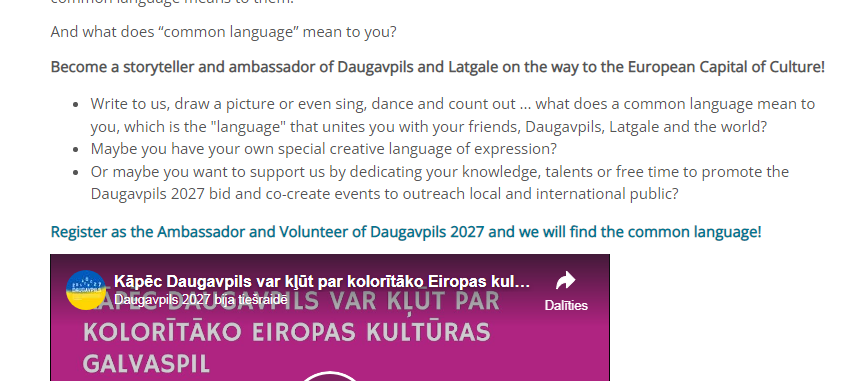 common language means to them.
And what does “common language” mean to you?
Become a storyteller and ambassador of Daugavpils and Latgale on the way to the European Capital of Culture!
• Write to us, draw a picture or even sing, dance and count out ... what does a common language mean to
you, which is the "language" that unites you with your friends, Daugavpils, Latgale and the world?
• Maybe you have your own special creative language of expression?
• Or maybe you want to support us by dedicating your knowledge, talents or free time to promote the
Daugavpils 2027 bid and co-create events to outreach local and international public?
Register as the Ambassador and Volunteer of Daugavpils 2027 and we will find the common language!
Kāpēc Daugavpils var kļūt par kolorītāko Eiropas kul...
Daugavpils 2027 bija tiešraidē
Dalīties
KĀPĒC DAUGAVPILS VAR KĻŪT PAR
KOLORĪTĀKO EIROPAS KULTŪRAS
GALVASPIL